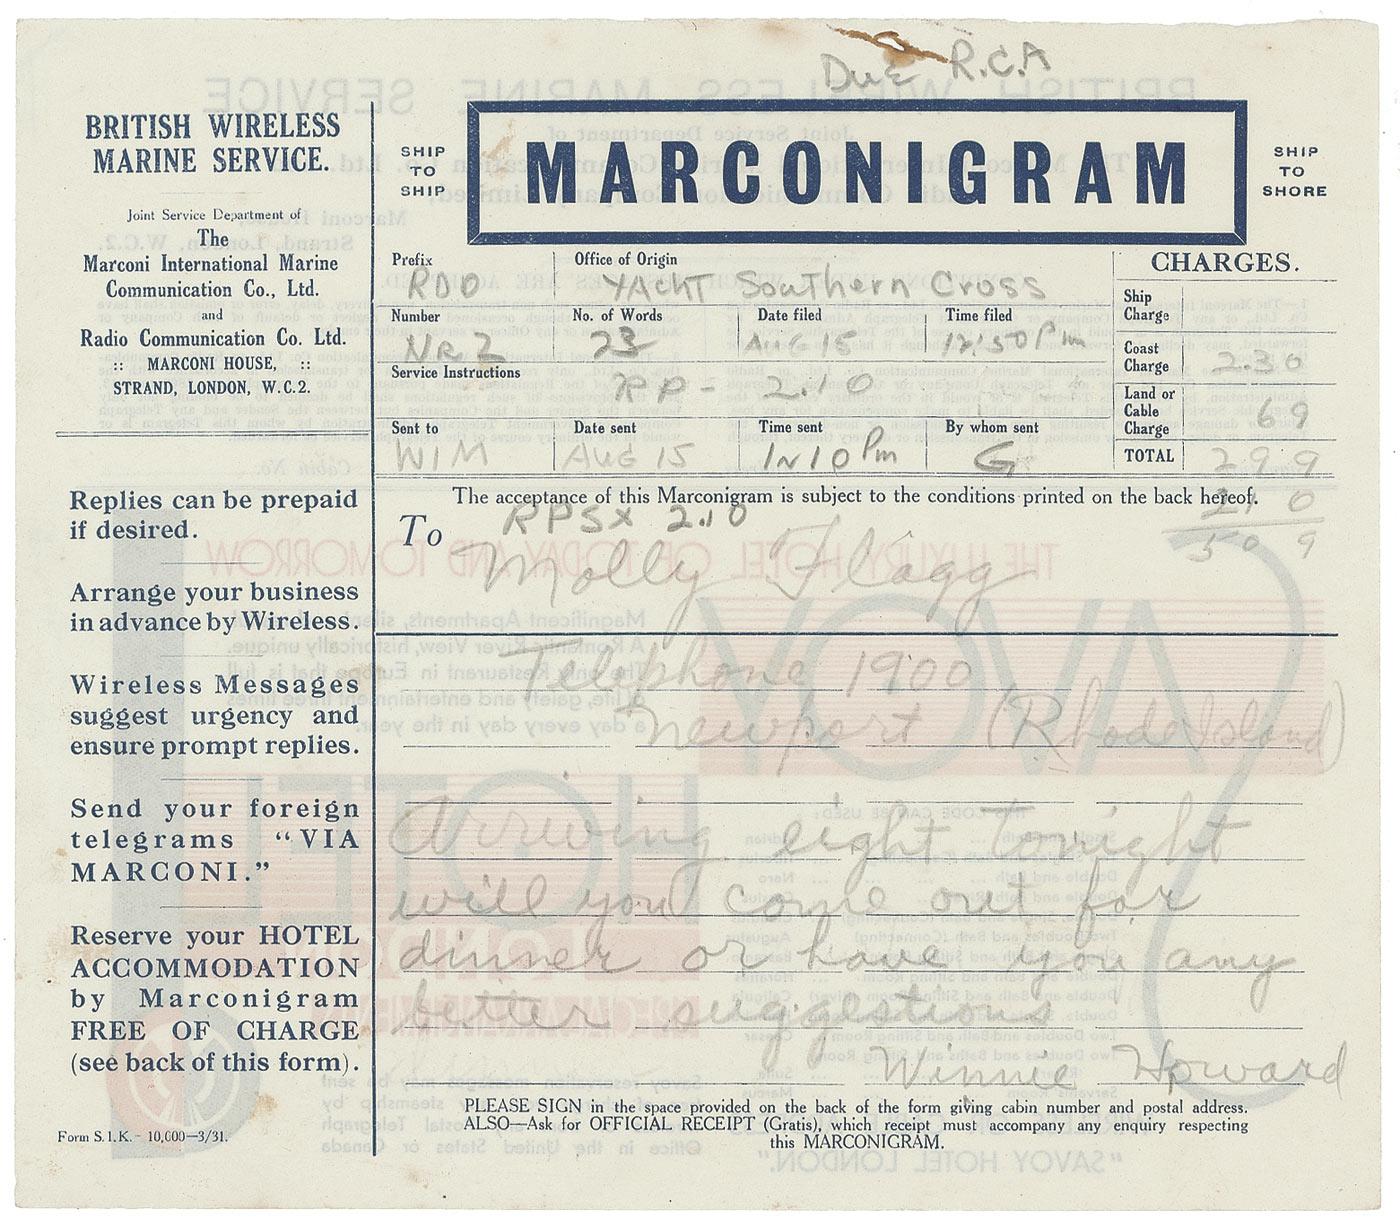 Due R.C.A
BRITISH WIRELESS
MARINE SERVICE.
Joint Service Department of
The
Marconi International Marine
Communication Co., Ltd.
and
Radio Communication Co. Ltd.
:: MARCONI HOUSE, ::
STRAND, LONDON, W.C.2.
SHIP
TO
SHIP
MARCONIGRAM
SHIP
TO
SHORE
Prefix
RDO
Office of Origin
YAchT Southern Cross
CHARGES.
Number
NR 2
No. of Words
23
Date filed
AUG 15
Time filed
12:50 Pm
Ship
Charge
Service Instructions
RP - 2.10
Coast
Charge
2.30
Land or
Cable
Charge
69
Sent to
WIM
Date sent
AUG 15
Time sent
1210 Pm
By whom sent
G
TOTAL
2 9 9
2 1 0
5 0 9
The acceptance of this Marconigram is subject to the conditions printed on the back hereof.
RPSX 2.10
To
Molly Flagg
Telephone 1900
Newport (Rhode Island)
Arriving eight tonight
will you come out for
dinner or have you any
better suggestions
Winnie Howard
Replies can be prepaid
if desired.
Arrange your business
in advance by Wireless.
Wireless Messages
suggest urgency and
ensure prompt replies.
Send your foreign
telegrams “VIA
MARCONI.”
Reserve your HOTEL
ACCOMMODATION
by Marconigram
FREE OF CHARGE
(see back of this form).
Form S.1.K. - 10,000—3/31.
PLEASE SIGN in the space provided on the back of the form giving cabin number and postal address.
ALSO—Ask for OFFICIAL RECEIPT (Gratis), which receipt must accompany any enquiry respecting
this MARCONIGRAM.